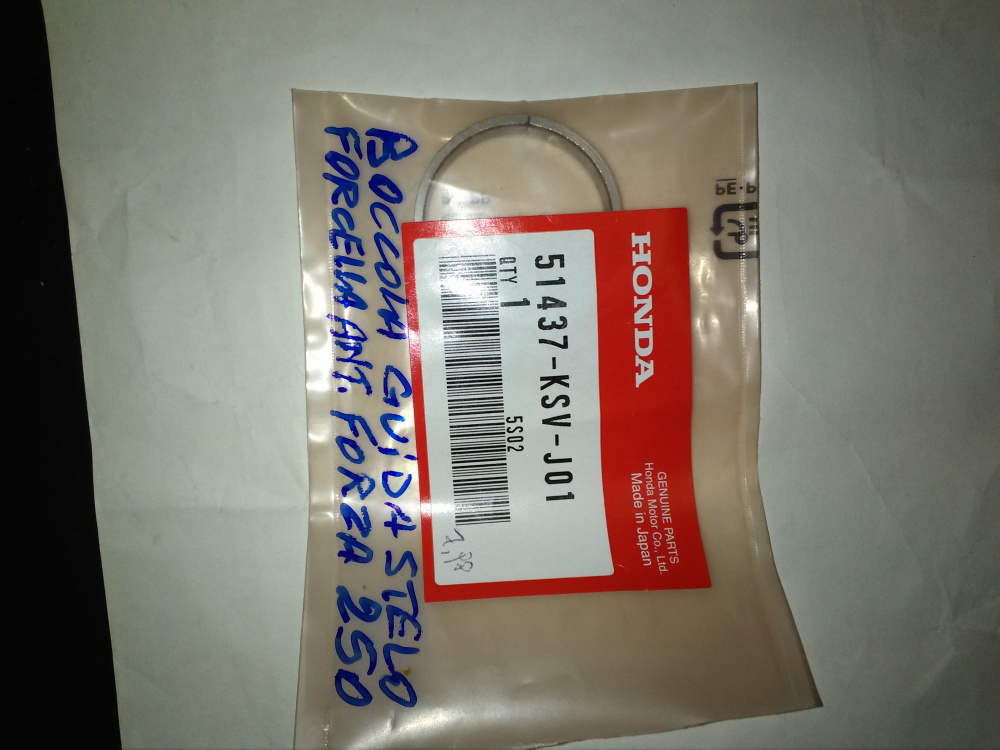 HONDA
GENUINE PARTS
Honda Motor Co., Ltd.
Made in Japan
51437-KSV-J01
QTY 1
5S02
BOCCOLA GUIDA STELO
FORCELLA ANT. FORZA 250